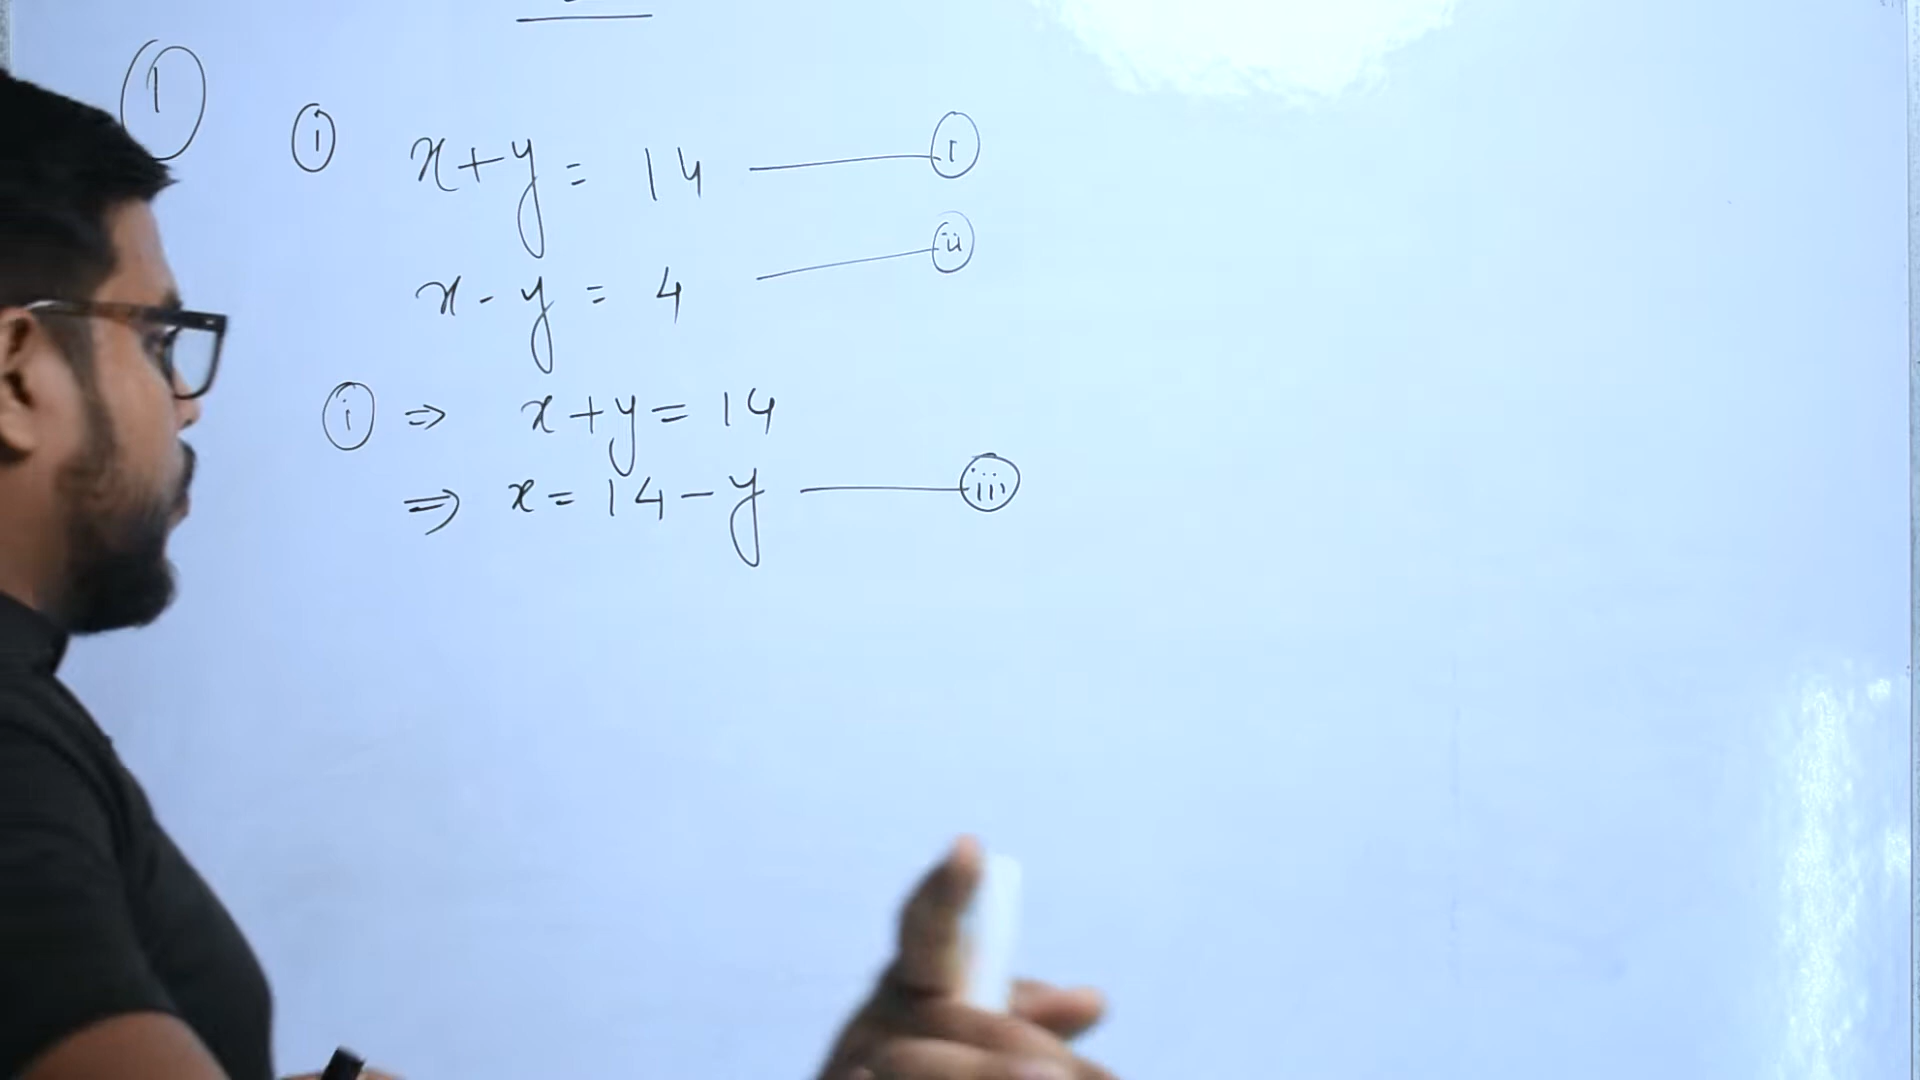 ① ⓘ x+y = 14 —— ⓘ
x - y = 4 —— ⓘⓘ
ⓘ ⇒ x+y = 14
⇒ x = 14 - y —— ⓘⓘⓘ